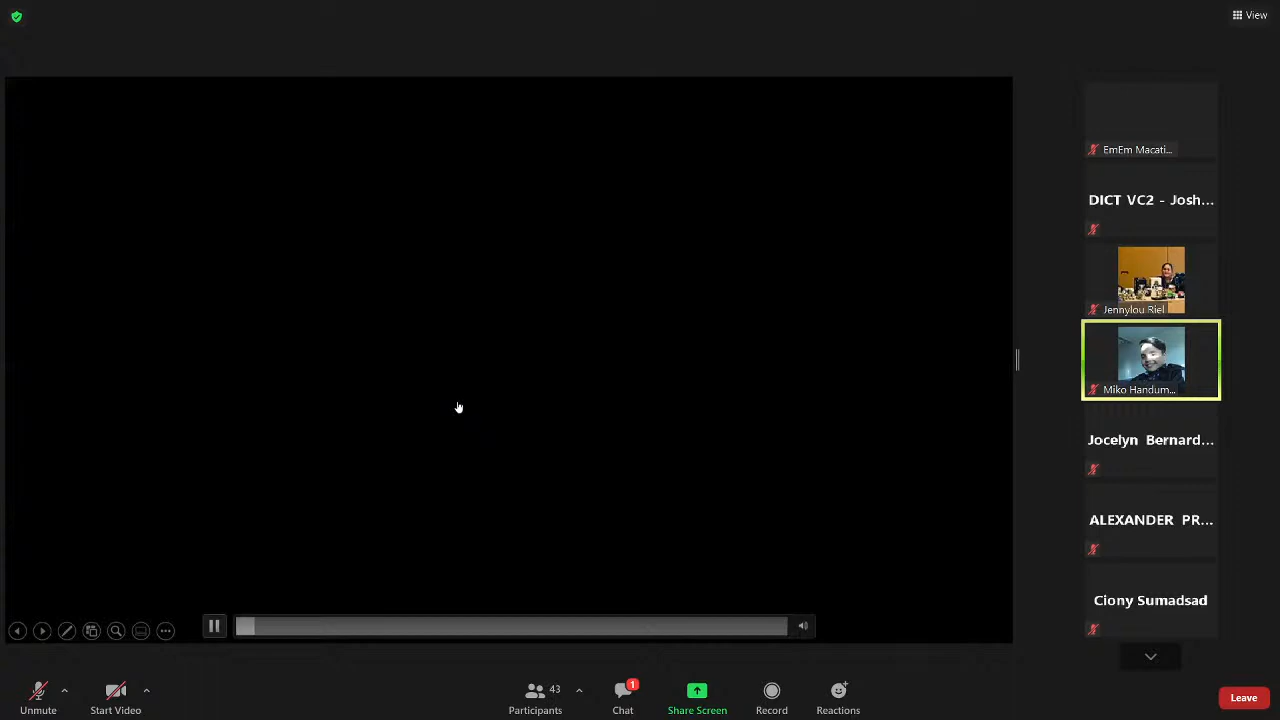 View
EmEm Macati...
DICT VC2 - Josh...
Jennylou Riel
Miko Handum...
Jocelyn Bernard...
ALEXANDER PR...
Ciony Sumadsad
Unmute
Start Video
43
Participants
1
Chat
Share Screen
Record
Reactions
Leave